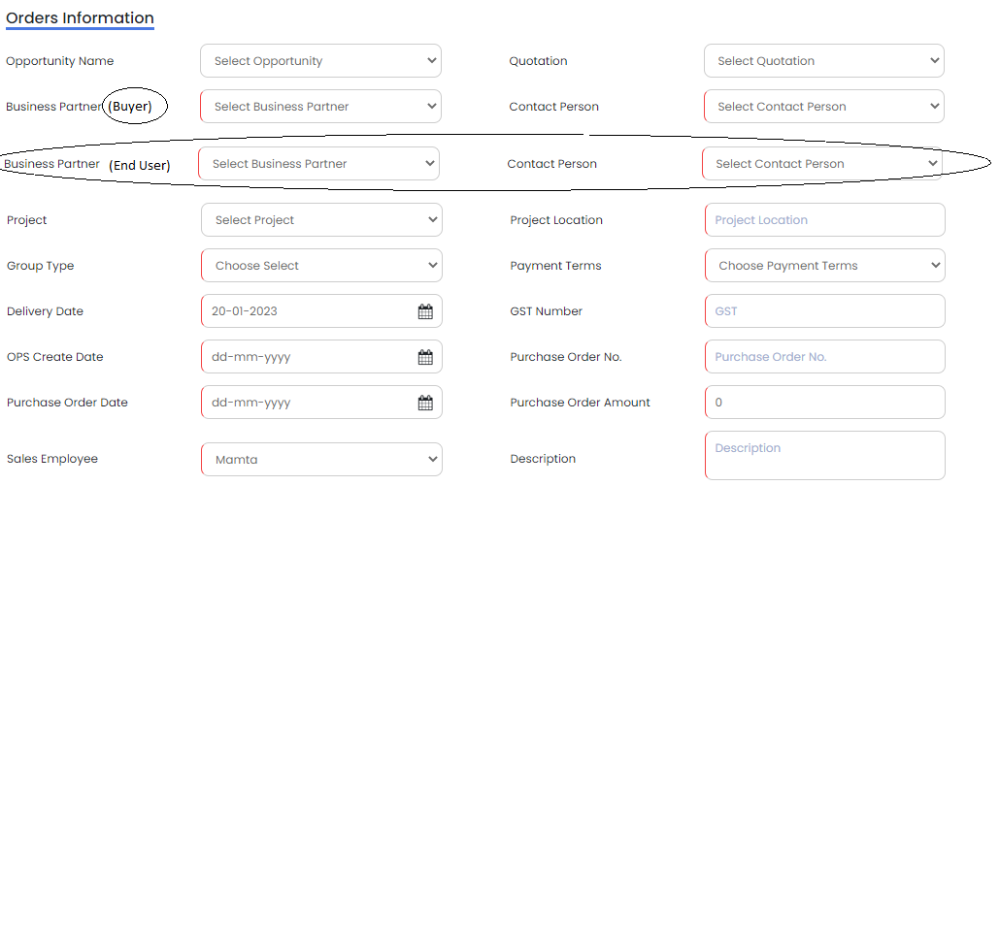 Orders Information
Opportunity Name Select Opportunity Quotation Select Quotation
Business Partner (Buyer) Select Business Partner Contact Person Select Contact Person
Business Partner (End User) Select Business Partner Contact Person Select Contact Person
Project Select Project Project Location Project Location
Group Type Choose Select Payment Terms Choose Payment Terms
Delivery Date 20-01-2023 GST Number GST
OPS Create Date dd-mm-yyyy Purchase Order No. Purchase Order No.
Purchase Order Date dd-mm-yyyy Purchase Order Amount 0
Sales Employee Mamta Description Description